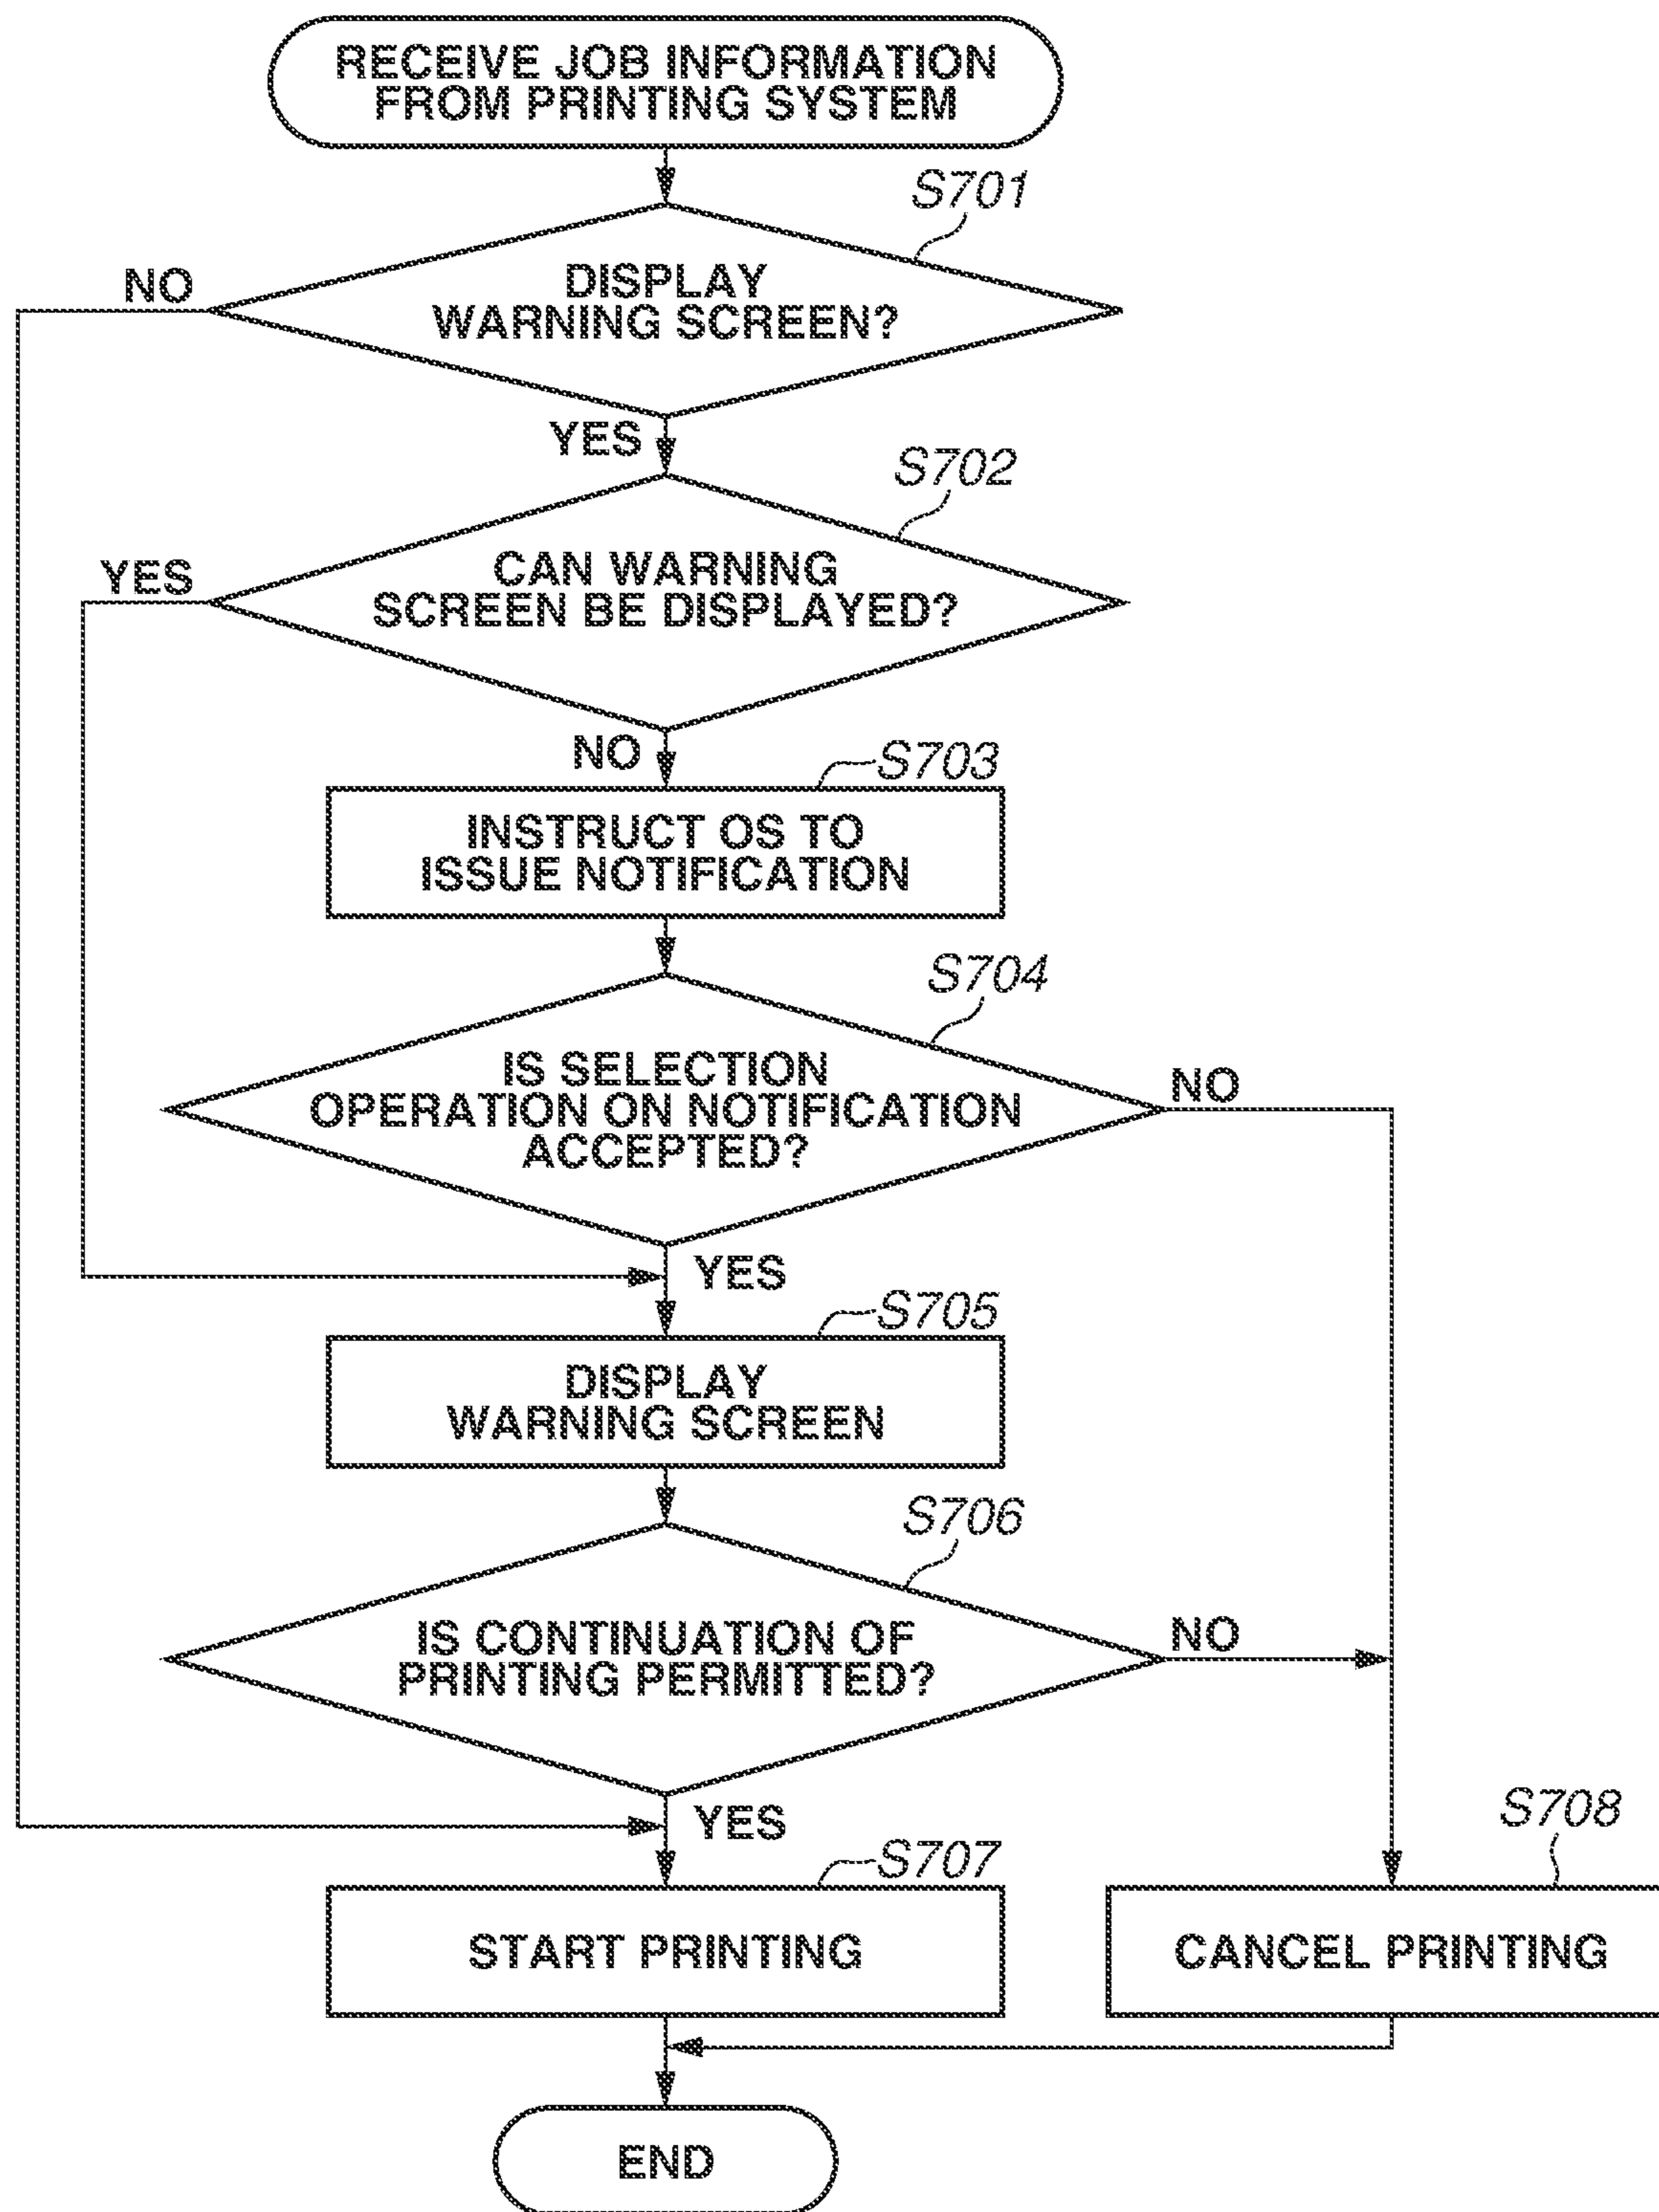 RECEIVE JOB INFORMATION
FROM PRINTING SYSTEM
S701
NO
DISPLAY
WARNING SCREEN?
YES
S702
YES
CAN WARNING
SCREEN BE DISPLAYED?
NO
S703
INSTRUCT OS TO
ISSUE NOTIFICATION
S704
IS SELECTION
OPERATION ON NOTIFICATION
ACCEPTED?
NO
YES
S705
DISPLAY
WARNING SCREEN
S706
IS CONTINUATION OF
PRINTING PERMITTED?
NO
YES
S707
S708
START PRINTING
CANCEL PRINTING
END